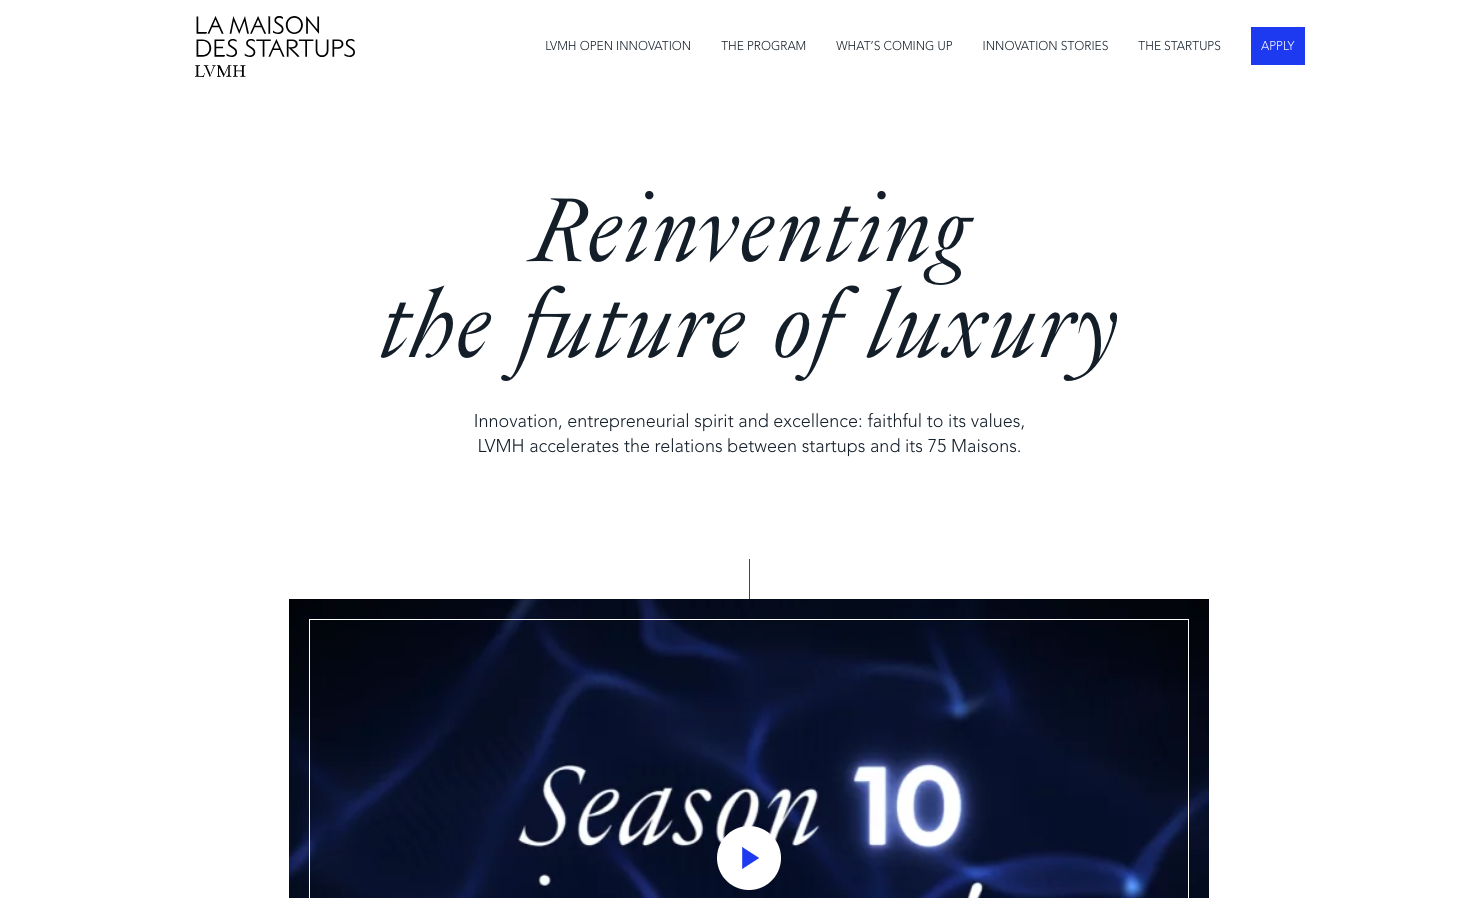 LA MAISON
DES STARTUPS
LVMH
LVMH OPEN INNOVATION
THE PROGRAM
WHAT'S COMING UP
INNOVATION STORIES
THE STARTUPS
APPLY
Reinventing
the future of luxury
Innovation, entrepreneurial spirit and excellence: faithful to its values,
LVMH accelerates the relations between startups and its 75 Maisons.
Season 10